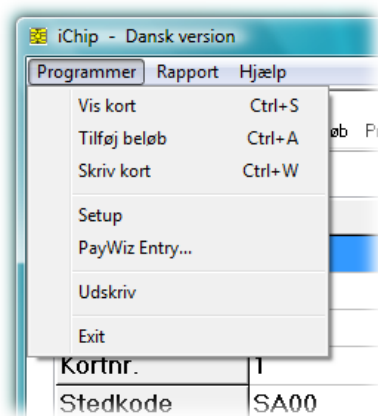 iChip - Dansk version
Programmer Rapport Hjælp
Vis kort Ctrl+S
Tilføj beløb Ctrl+A
Skriv kort Ctrl+W
Setup
PayWiz Entry...
Udskriv
Exit
Kortnr. 1
Stedkode SA00